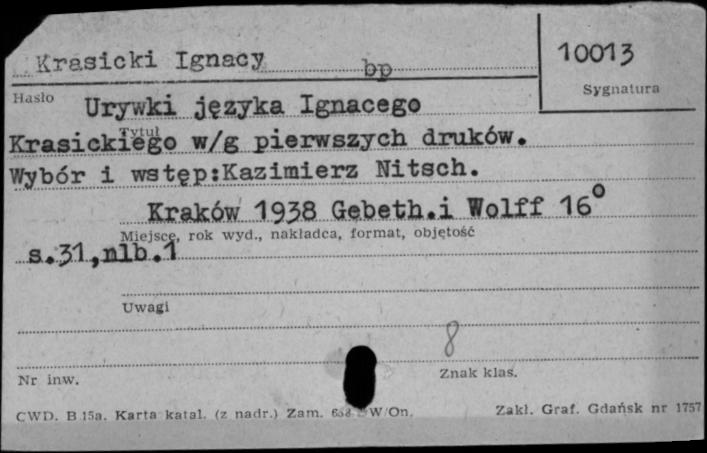 Krasicki Ignacy bp
10013
Hasło
Sygnatura
Urywki języka Ignacego
Tytuł
Krasickiego w/g pierwszych druków.
Wybór i wstęp:Kazimierz Nitsch.
Kraków 1938 Gebeth.i Wolff 16°
Miejsce, rok wyd., nakładca, format, objętość
s.31,nlb.1
Uwagi
8
Nr inw.
Znak klas.
CWD. B 15a. Karta katal. (z nadr.) Zam. W/On.
Zakł. Graf. Gdańsk nr 1757